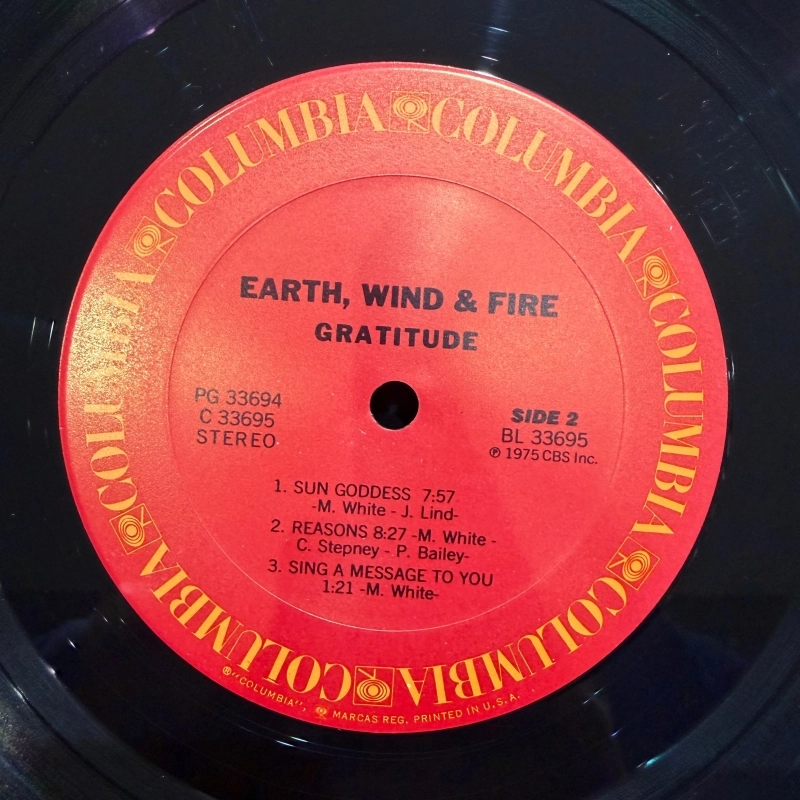 COLUMBIA COLUMBIA COLUMBIA COLUMBIA COLUMBIA COLUMBIA COLUMBIA
EARTH, WIND & FIRE
GRATITUDE
PG 33694
C 33695
STEREO
SIDE 2
BL 33695
℗ 1975 CBS Inc.
1. SUN GODDESS 7:57
-M. White - J. Lind-
2. REASONS 8:27 -M. White -
C. Stepney - P. Bailey-
3. SING A MESSAGE TO YOU
1:21 -M. White-
®"COLUMBIA", MARCAS REG. PRINTED IN U.S.A.